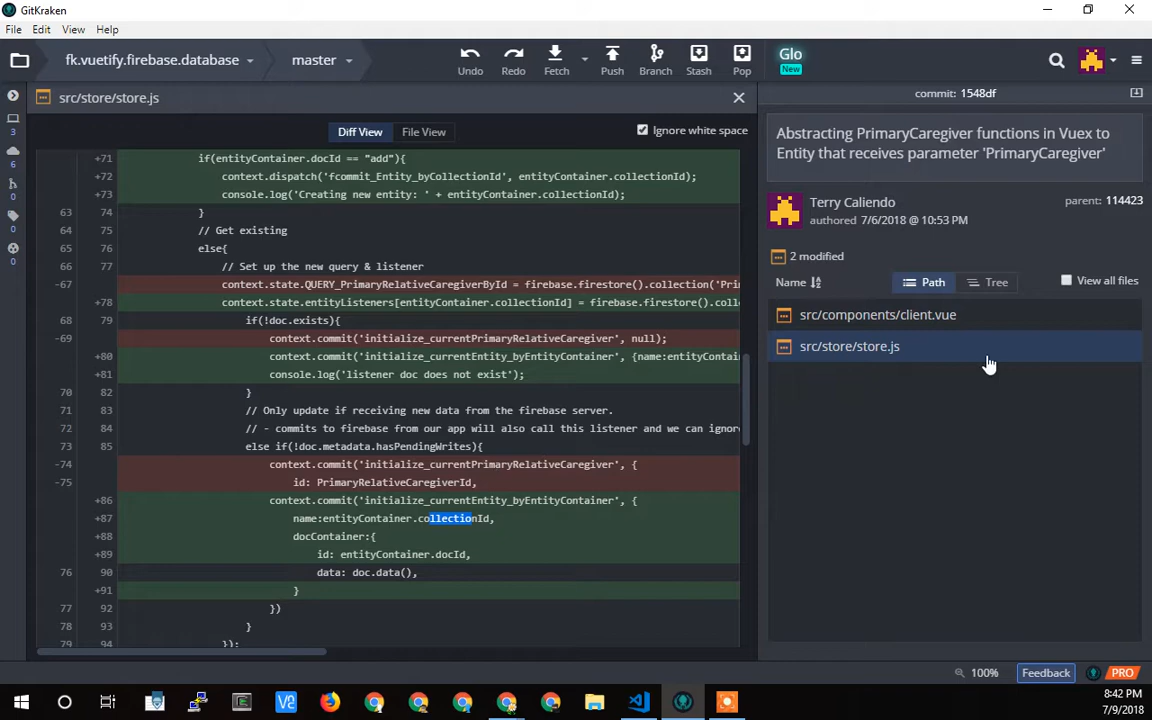 GitKraken
File Edit View Help
fk.vuetify.firebase.database master Undo Redo Fetch Push Branch Stash Pop Glo New
src/store/store.js
commit: 1548df
Diff View File View Ignore white space
3
6
0
0
0
+71 if(entityContainer.docId == "add"){
+72 context.dispatch('fcommit_Entity_byCollectionId', entityContainer.collectionId);
+73 console.log('Creating new entity: ' + entityContainer.collectionId);
63 74 }
64 75 // Get existing
65 76 else{
66 77 // Set up the new query & listener
-67 context.state.QUERY_PrimaryRelativeCaregiverById = firebase.firestore().collection('Pri
+78 context.state.entityListeners[entityContainer.collectionId] = firebase.firestore().coll
68 79 if(!doc.exists){
-69 context.commit('initialize_currentPrimaryRelativeCaregiver', null);
+80 context.commit('initialize_currentEntity_byEntityContainer', {name:entityContai
+81 console.log('listener doc does not exist');
70 82 }
71 83 // Only update if receiving new data from the firebase server.
72 84 // - commits to firebase from our app will also call this listener and we can ignor
73 85 else if(!doc.metadata.hasPendingWrites){
-74 context.commit('initialize_currentPrimaryRelativeCaregiver', {
-75 id: PrimaryRelativeCaregiverId,
+86 context.commit('initialize_currentEntity_byEntityContainer', {
+87 name:entityContainer.collectionId,
+88 docContainer:{
+89 id: entityContainer.docId,
76 90 data: doc.data(),
+91 }
77 92 })
78 93 }
79 94 });
Abstracting PrimaryCaregiver functions in Vuex to
Entity that receives parameter 'PrimaryCaregiver'
Terry Caliendo
authored 7/6/2018 @ 10:53 PM
parent: 114423
2 modified
Name Path Tree View all files
src/components/client.vue
src/store/store.js
100% Feedback PRO
8:42 PM
7/9/2018